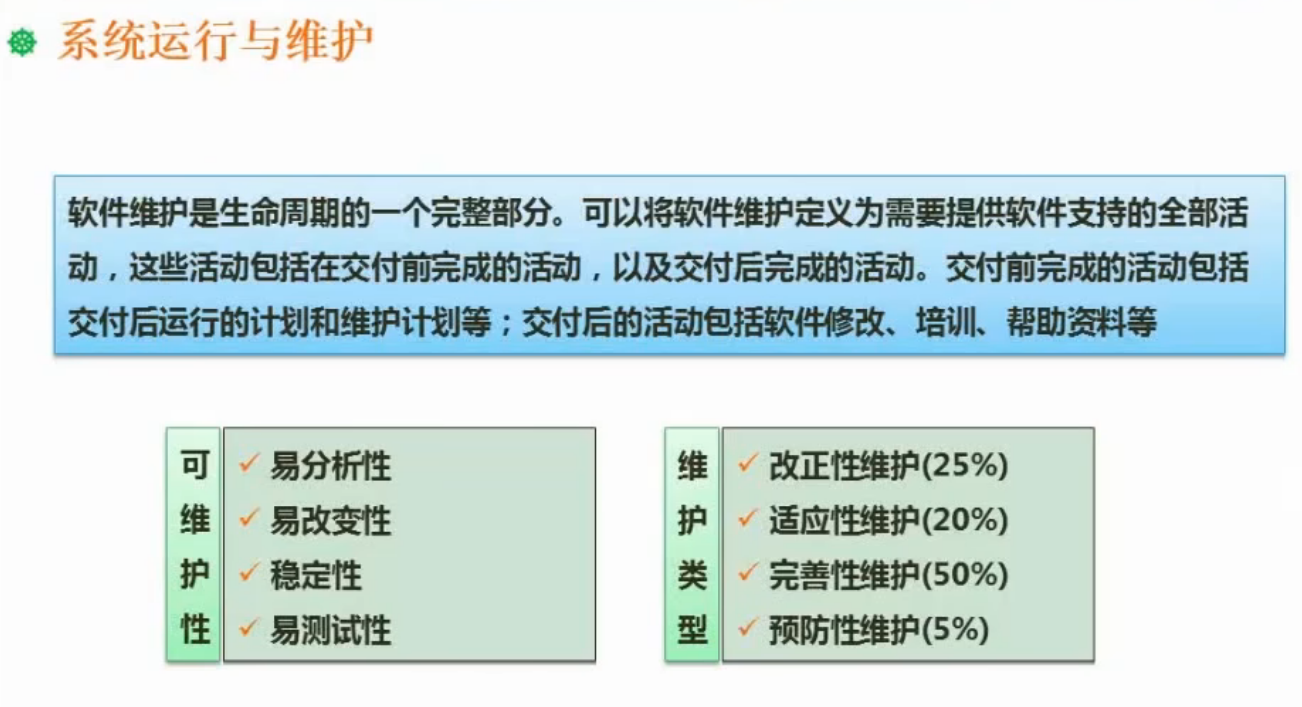 系统运行与维护
软件维护是生命周期的一个完整部分。可以将软件维护定义为需要提供软件支持的全部活
动，这些活动包括在交付前完成的活动，以及交付后完成的活动。交付前完成的活动包括
交付后运行的计划和维护计划等；交付后的活动包括软件修改、培训、帮助资料等
可维护性
易分析性
易改变性
稳定性
易测试性
维护类型
改正性维护(25%)
适应性维护(20%)
完善性维护(50%)
预防性维护(5%)